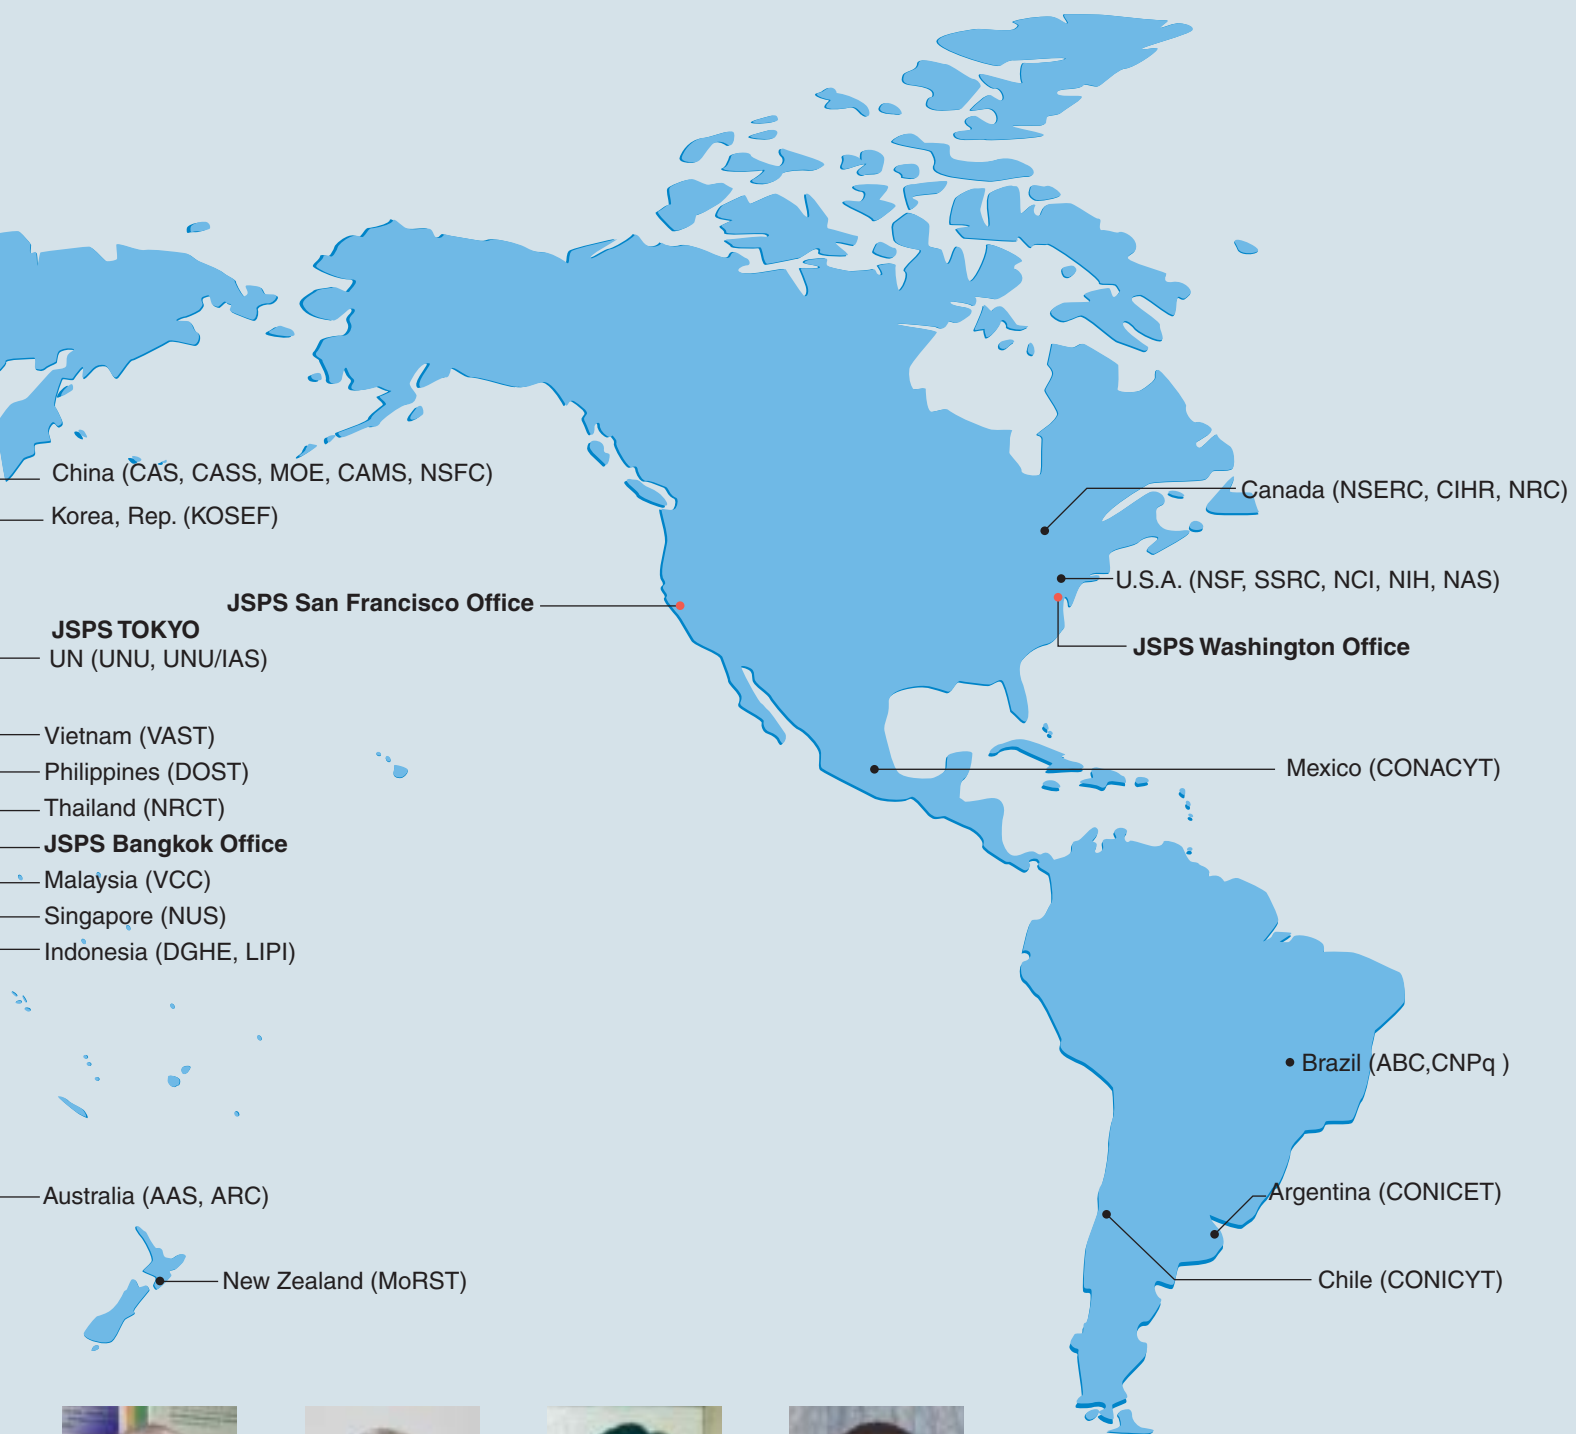 China (CAS, CASS, MOE, CAMS, NSFC)
Korea, Rep. (KOSEF)
JSPS San Francisco Office
JSPS TOKYO
UN (UNU, UNU/IAS)
Vietnam (VAST)
Philippines (DOST)
Thailand (NRCT)
JSPS Bangkok Office
Malaysia (VCC)
Singapore (NUS)
Indonesia (DGHE, LIPI)
Australia (AAS, ARC)
New Zealand (MoRST)
Canada (NSERC, CIHR, NRC)
U.S.A. (NSF, SSRC, NCI, NIH, NAS)
JSPS Washington Office
Mexico (CONACYT)
Brazil (ABC,CNPq )
Argentina (CONICET)
Chile (CONICYT)